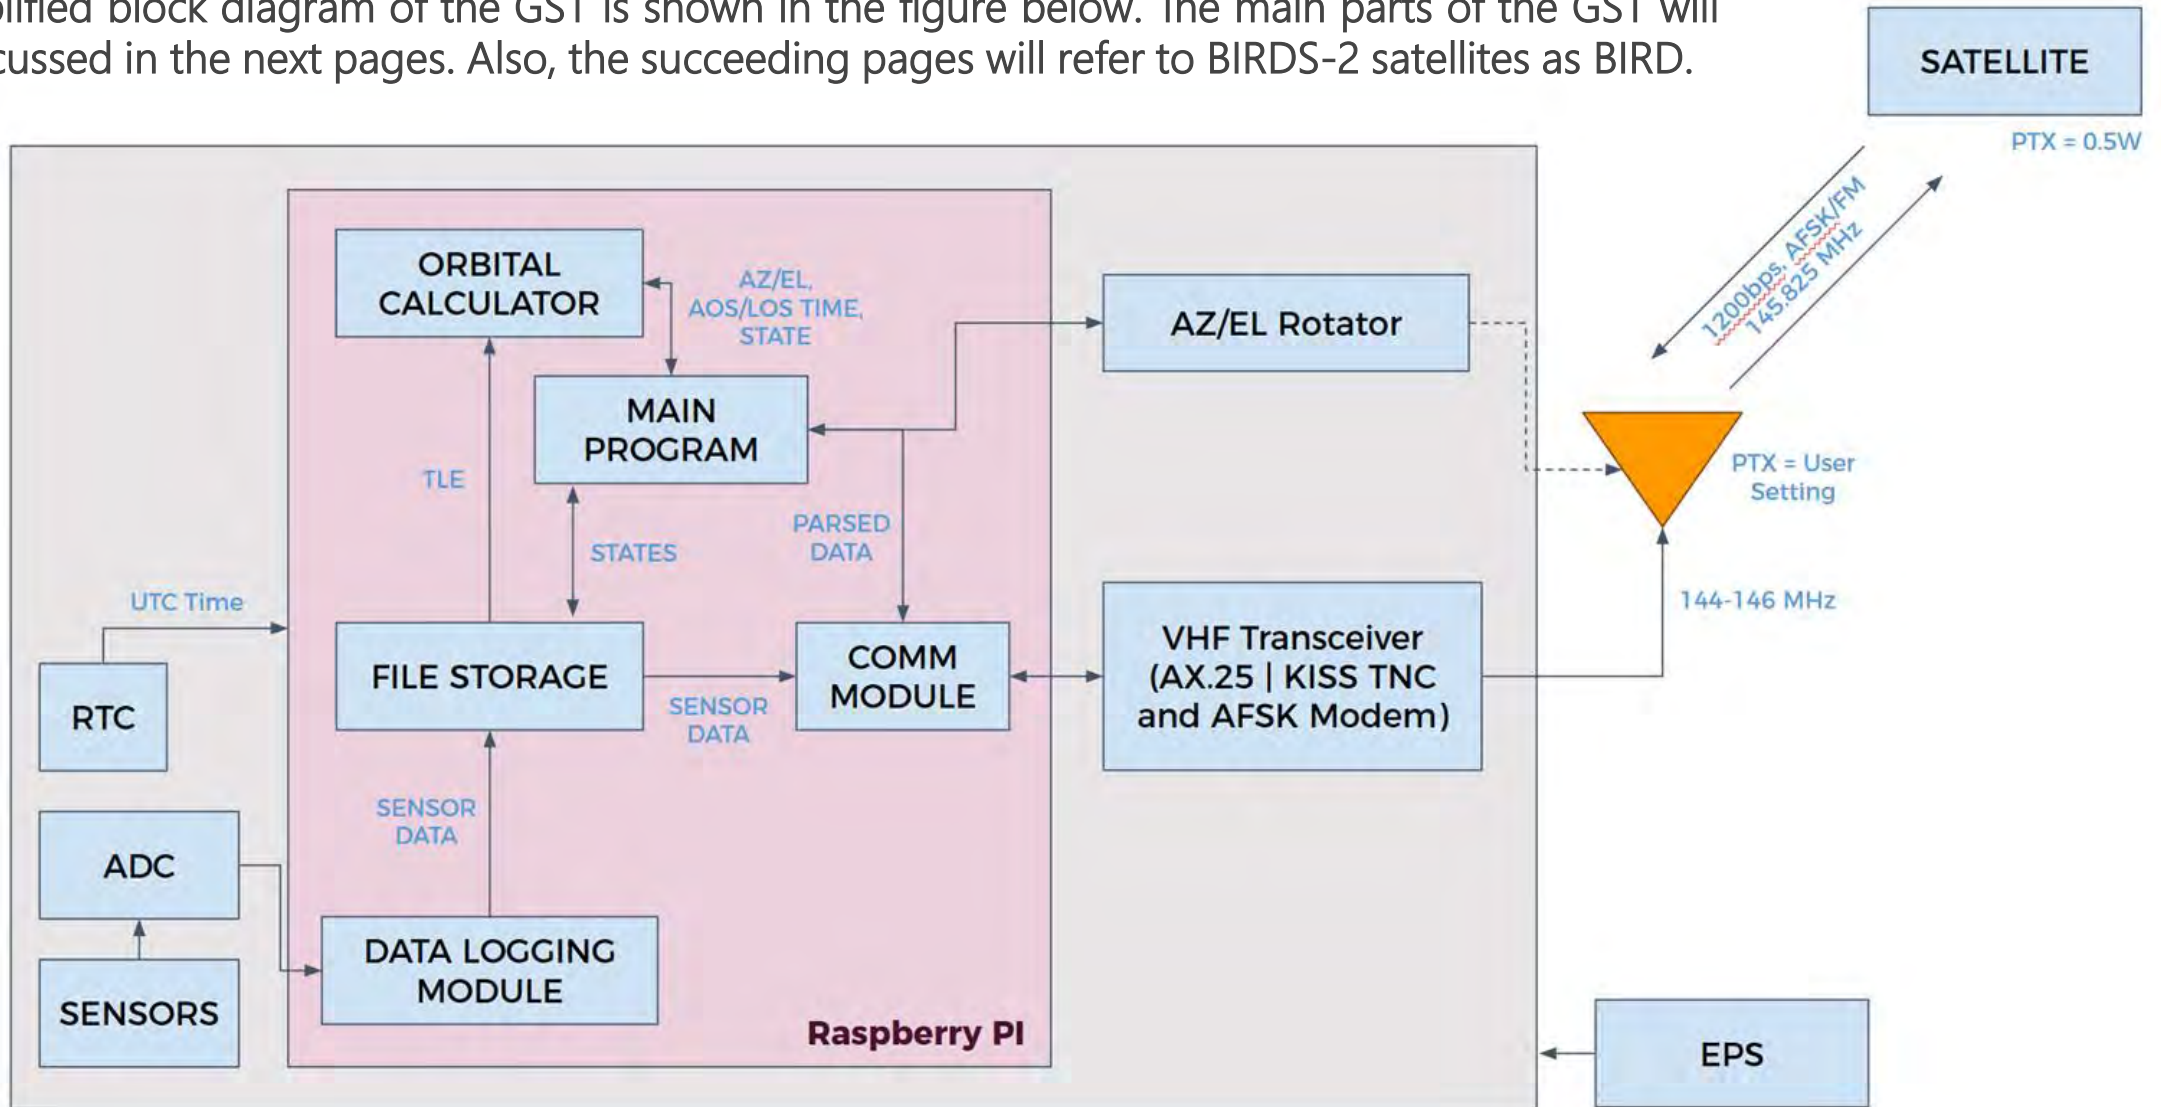 plified block diagram of the GST is shown in the figure below. The main parts of the GST will
cussed in the next pages. Also, the succeeding pages will refer to BIRDS-2 satellites as BIRD.
SATELLITE
PTX = 0.5W
1200bps, AFSK/FM
145.825 MHz
ORBITAL
CALCULATOR
AZ/EL,
AOS/LOS TIME,
STATE
AZ/EL Rotator
MAIN
PROGRAM
TLE
PTX = User
Setting
STATES
PARSED
DATA
UTC Time
144-146 MHz
RTC
FILE STORAGE
SENSOR
DATA
COMM
MODULE
VHF Transceiver
(AX.25 | KISS TNC
and AFSK Modem)
SENSOR
DATA
ADC
SENSORS
DATA LOGGING
MODULE
Raspberry PI
EPS